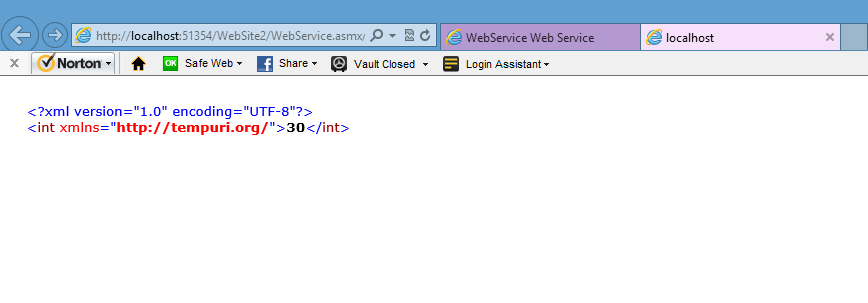 http://localhost:51354/WebSite2/WebService.asmx/
WebService Web Service
localhost
x Norton OK Safe Web Share Vault Closed Login Assistant
<?xml version="1.0" encoding="UTF-8"?>
<int xmlns="http://tempuri.org/">30</int>